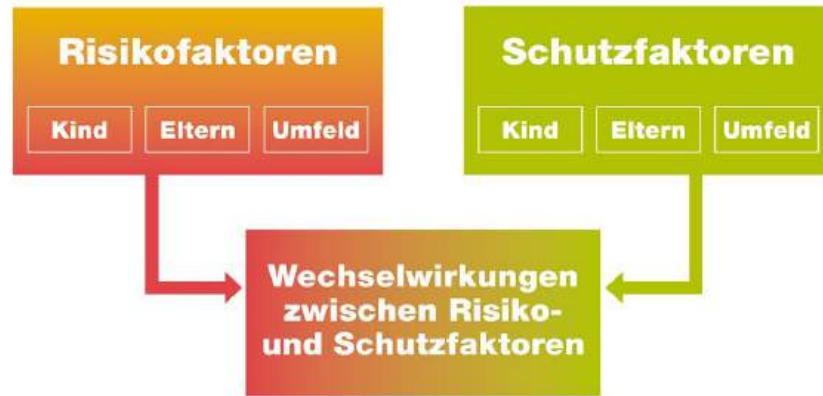 Risikofaktoren
Kind
Eltern
Umfeld
Schutzfaktoren
Kind
Eltern
Umfeld
Wechselwirkungen
zwischen Risiko-
und Schutzfaktoren